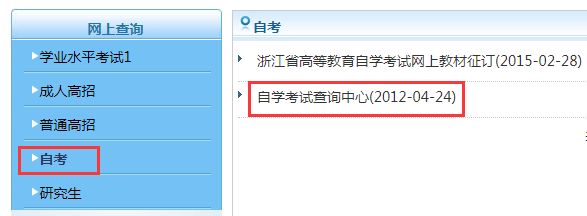 网上查询
学业水平考试1
成人高招
普通高招
自考
研究生
自考
浙江省高等教育自学考试网上教材征订(2015-02-28)
自学考试查询中心(2012-04-24)